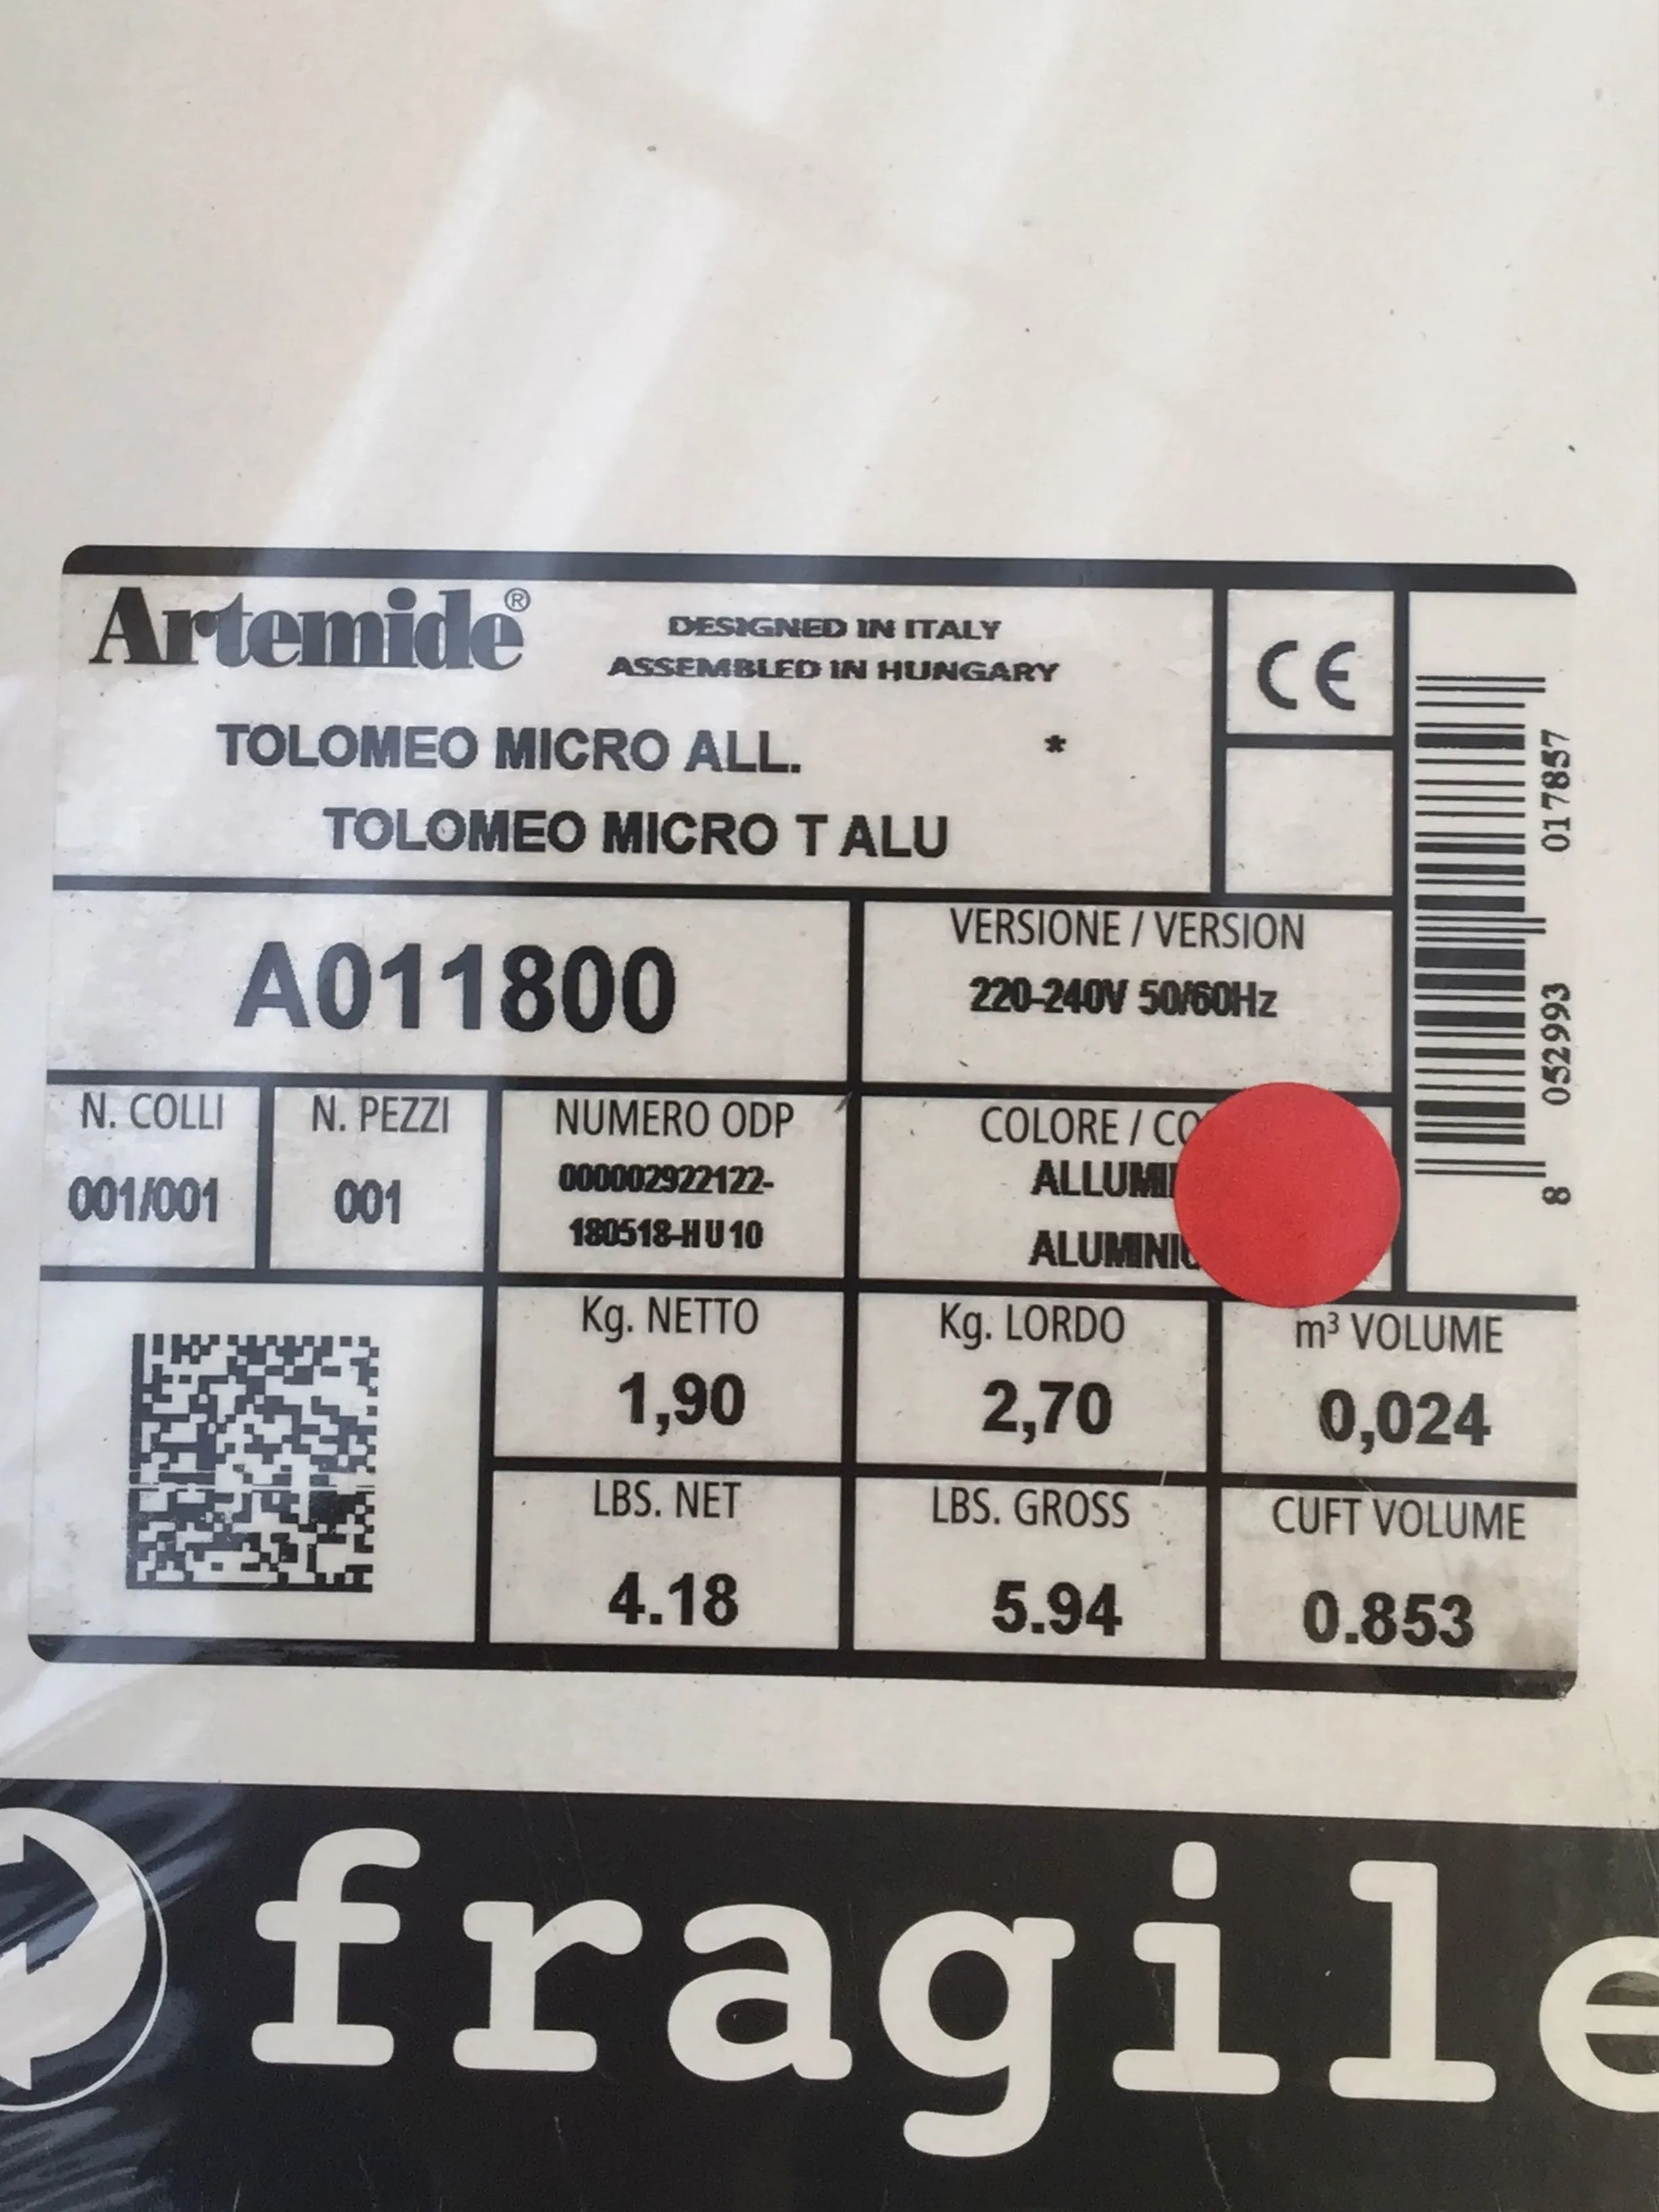 Artemide®
DESIGNED IN ITALY
ASSEMBLED IN HUNGARY
CE
TOLOMEO MICRO ALL. *
TOLOMEO MICRO T ALU
A011800
VERSIONE / VERSION
220-240V 50/60Hz
8 052993 017857
N. COLLI
001/001
N. PEZZI
001
NUMERO ODP
000002922122-
180518-HU10
COLORE / CO
ALLUMI
ALUMINIU
Kg. NETTO
1,90
Kg. LORDO
2,70
m³ VOLUME
0,024
LBS. NET
4.18
LBS. GROSS
5.94
CUFT VOLUME
0.853
fragile